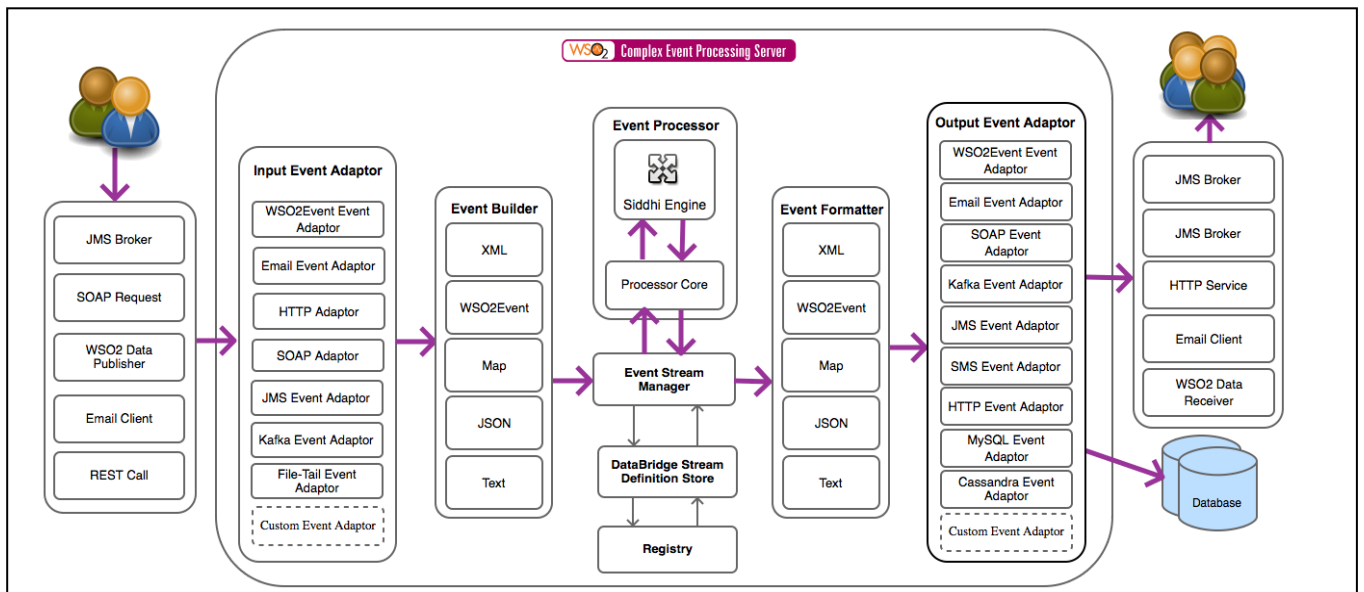 WSO2 Complex Event Processing Server
JMS Broker
SOAP Request
WSO2 Data
Publisher
Email Client
REST Call
Input Event Adaptor
WSO2Event Event
Adaptor
Email Event Adaptor
HTTP Adaptor
SOAP Adaptor
JMS Event Adaptor
Kafka Event Adaptor
File-Tail Event
Adaptor
Custom Event Adaptor
Event Builder
XML
WSO2Event
Map
JSON
Text
Event Processor
Siddhi Engine
Processor Core
Event Stream
Manager
DataBridge Stream
Definition Store
Registry
Event Formatter
XML
WSO2Event
Map
JSON
Text
Output Event Adaptor
WSO2Event Event
Adaptor
Email Event Adaptor
SOAP Event
Adaptor
Kafka Event Adaptor
JMS Event Adaptor
SMS Event Adaptor
HTTP Event Adaptor
MySQL Event
Adaptor
Cassandra Event
Adaptor
Custom Event Adaptor
JMS Broker
JMS Broker
HTTP Service
Email Client
WSO2 Data
Receiver
Database